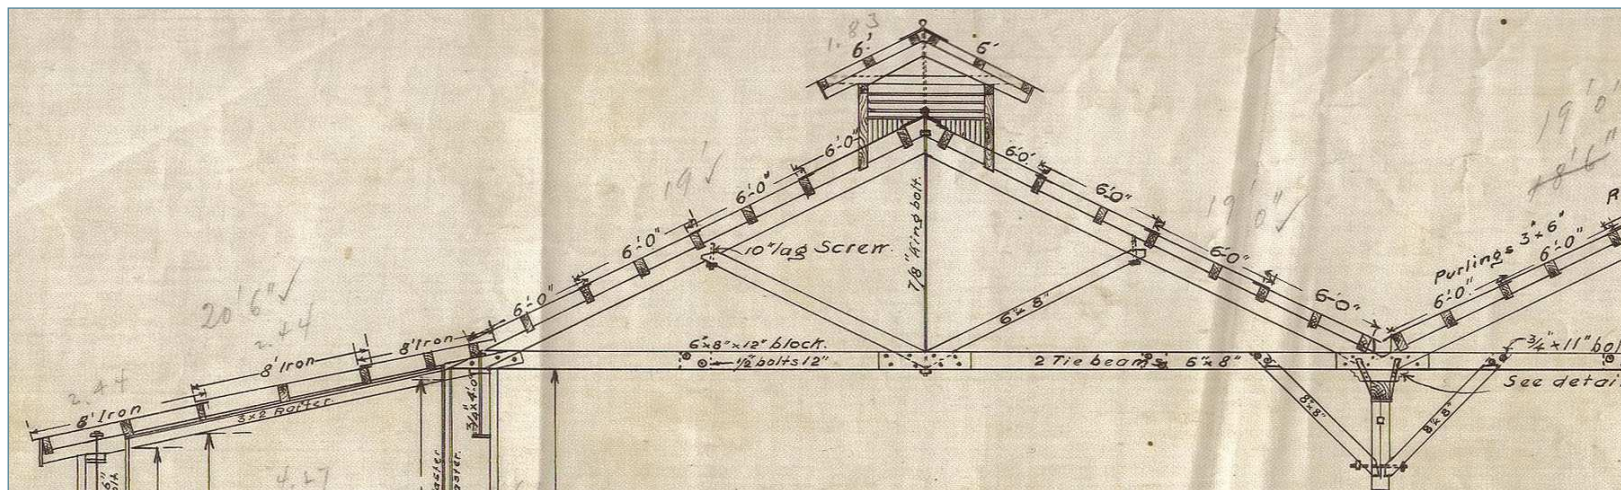 1.83
6'
6'
19'0"
18'6"
6'-0"
6'-0"
19'✓
6'-0"
7/8" King bolt.
6'-0"
19'0"✓
6'-0"
10" lag Screw.
6'-0"
Purlings 3"x6"
6'-0"
20'6"✓
6'-0"
6"x8"
6'-0"
6'-0"
2.44
8' Iron
8' Iron
6"x8"x12" block.
1/2" bolts 12"
2 Tie beams 6"x8"
3/4"x11" bol
See detai
2.44
8' Iron
3x2 Rafter
3/4"x4'0"
8"x8"
8"x8"
4.27